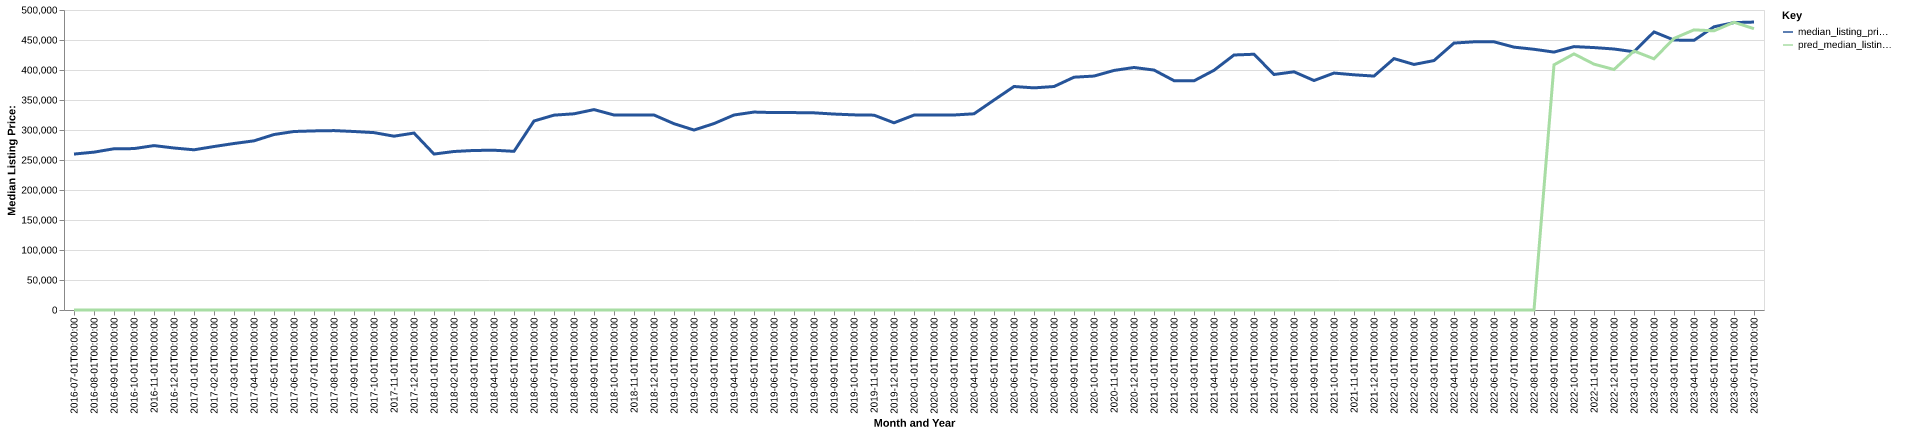 500,000
450,000
400,000
350,000
300,000
250,000
200,000
150,000
100,000
50,000
0
Median Listing Price:
2016-07-01T00:00:00
2016-08-01T00:00:00
2016-09-01T00:00:00
2016-10-01T00:00:00
2016-11-01T00:00:00
2016-12-01T00:00:00
2017-01-01T00:00:00
2017-02-01T00:00:00
2017-03-01T00:00:00
2017-04-01T00:00:00
2017-05-01T00:00:00
2017-06-01T00:00:00
2017-07-01T00:00:00
2017-08-01T00:00:00
2017-09-01T00:00:00
2017-10-01T00:00:00
2017-11-01T00:00:00
2017-12-01T00:00:00
2018-01-01T00:00:00
2018-02-01T00:00:00
2018-03-01T00:00:00
2018-04-01T00:00:00
2018-05-01T00:00:00
2018-06-01T00:00:00
2018-07-01T00:00:00
2018-08-01T00:00:00
2018-09-01T00:00:00
2018-10-01T00:00:00
2018-11-01T00:00:00
2018-12-01T00:00:00
2019-01-01T00:00:00
2019-02-01T00:00:00
2019-03-01T00:00:00
2019-04-01T00:00:00
2019-05-01T00:00:00
2019-06-01T00:00:00
2019-07-01T00:00:00
2019-08-01T00:00:00
2019-09-01T00:00:00
2019-10-01T00:00:00
2019-11-01T00:00:00
2019-12-01T00:00:00
2020-01-01T00:00:00
2020-02-01T00:00:00
2020-03-01T00:00:00
2020-04-01T00:00:00
2020-05-01T00:00:00
2020-06-01T00:00:00
2020-07-01T00:00:00
2020-08-01T00:00:00
2020-09-01T00:00:00
2020-10-01T00:00:00
2020-11-01T00:00:00
2020-12-01T00:00:00
2021-01-01T00:00:00
2021-02-01T00:00:00
2021-03-01T00:00:00
2021-04-01T00:00:00
2021-05-01T00:00:00
2021-06-01T00:00:00
2021-07-01T00:00:00
2021-08-01T00:00:00
2021-09-01T00:00:00
2021-10-01T00:00:00
2021-11-01T00:00:00
2021-12-01T00:00:00
2022-01-01T00:00:00
2022-02-01T00:00:00
2022-03-01T00:00:00
2022-04-01T00:00:00
2022-05-01T00:00:00
2022-06-01T00:00:00
2022-07-01T00:00:00
2022-08-01T00:00:00
2022-09-01T00:00:00
2022-10-01T00:00:00
2022-11-01T00:00:00
2022-12-01T00:00:00
2023-01-01T00:00:00
2023-02-01T00:00:00
2023-03-01T00:00:00
2023-04-01T00:00:00
2023-05-01T00:00:00
2023-06-01T00:00:00
2023-07-01T00:00:00
Month and Year
Key
median_listing_pri…
pred_median_listin…